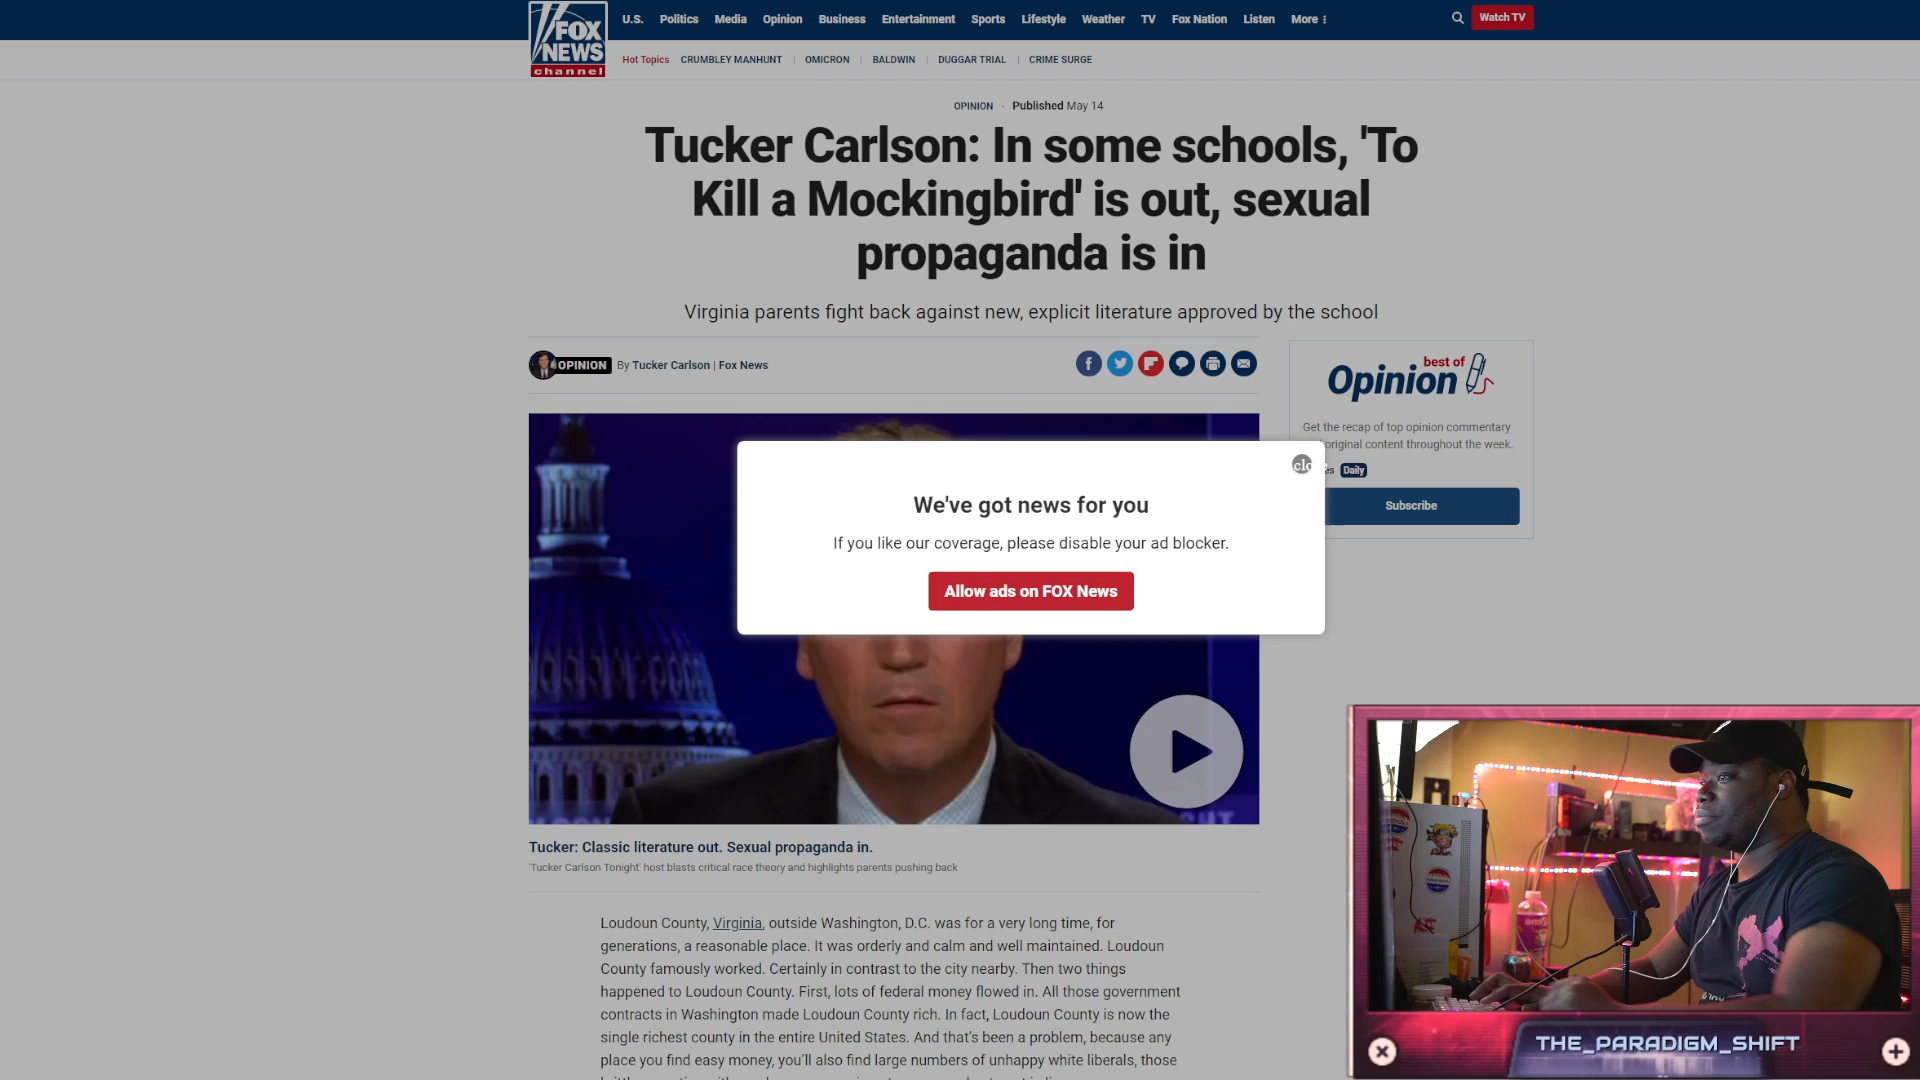 FOX
NEWS
channel
U.S. Politics Media Opinion Business Entertainment Sports Lifestyle Weather TV Fox Nation Listen More
Watch TV
Hot Topics CRUMBLEY MANHUNT OMICRON BALDWIN DUGGAR TRIAL CRIME SURGE
OPINION - Published May 14
Tucker Carlson: In some schools, 'To
Kill a Mockingbird' is out, sexual
propaganda is in
Virginia parents fight back against new, explicit literature approved by the school
OPINION By Tucker Carlson | Fox News
best of
Opinion
Get the recap of top opinion commentary
original content throughout the week.
Daily
Subscribe
clo
We've got news for you
If you like our coverage, please disable your ad blocker.
Allow ads on FOX News
Tucker: Classic literature out. Sexual propaganda in.
'Tucker Carlson Tonight' host blasts critical race theory and highlights parents pushing back
Loudoun County, Virginia, outside Washington, D.C. was for a very long time, for
generations, a reasonable place. It was orderly and calm and well maintained. Loudoun
County famously worked. Certainly in contrast to the city nearby. Then two things
happened to Loudoun County. First, lots of federal money flowed in. All those government
contracts in Washington made Loudoun County rich. In fact, Loudoun County is now the
single richest county in the entire United States. And that's been a problem, because any
place you find easy money, you'll also find large numbers of unhappy white liberals, those
THE_PARADIGM_SHIFT